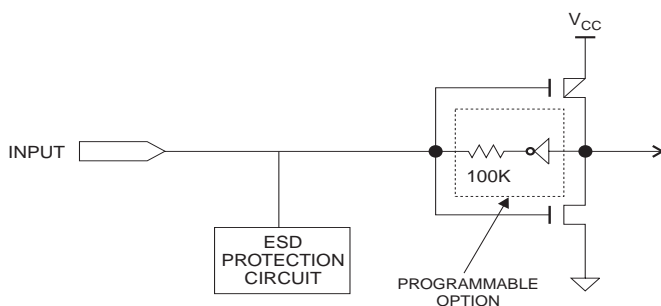 VCC
INPUT
100K
ESD
PROTECTION
CIRCUIT
PROGRAMMABLE
OPTION